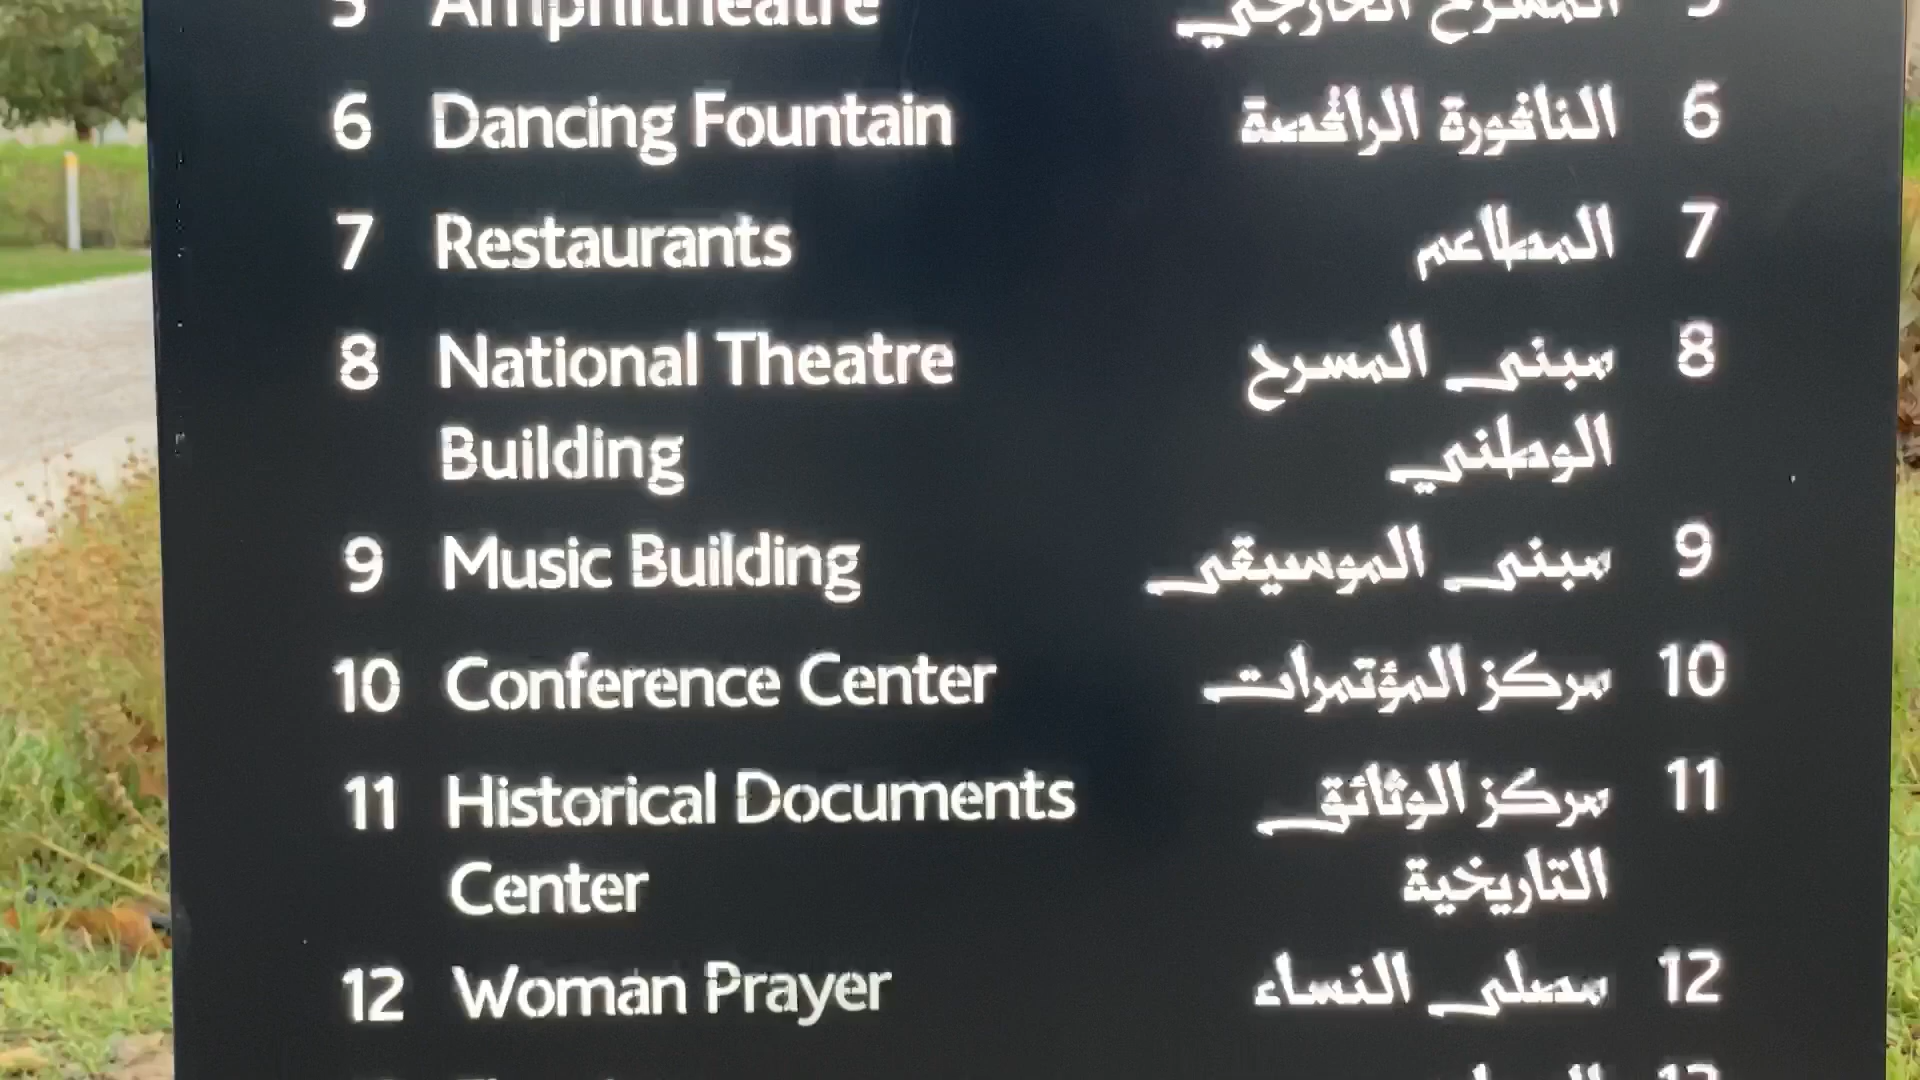 5 Amphitheatre المسرح الخارجي 5
6 Dancing Fountain النافورة الراقصة 6
7 Restaurants المطاعم 7
8 National Theatre مبنى المسرح 8
Building الوطني
9 Music Building مبنى الموسيقى 9
10 Conference Center مركز المؤتمرات 10
11 Historical Documents مركز الوثائق 11
Center التاريخية
12 Woman Prayer مصلى النساء 12